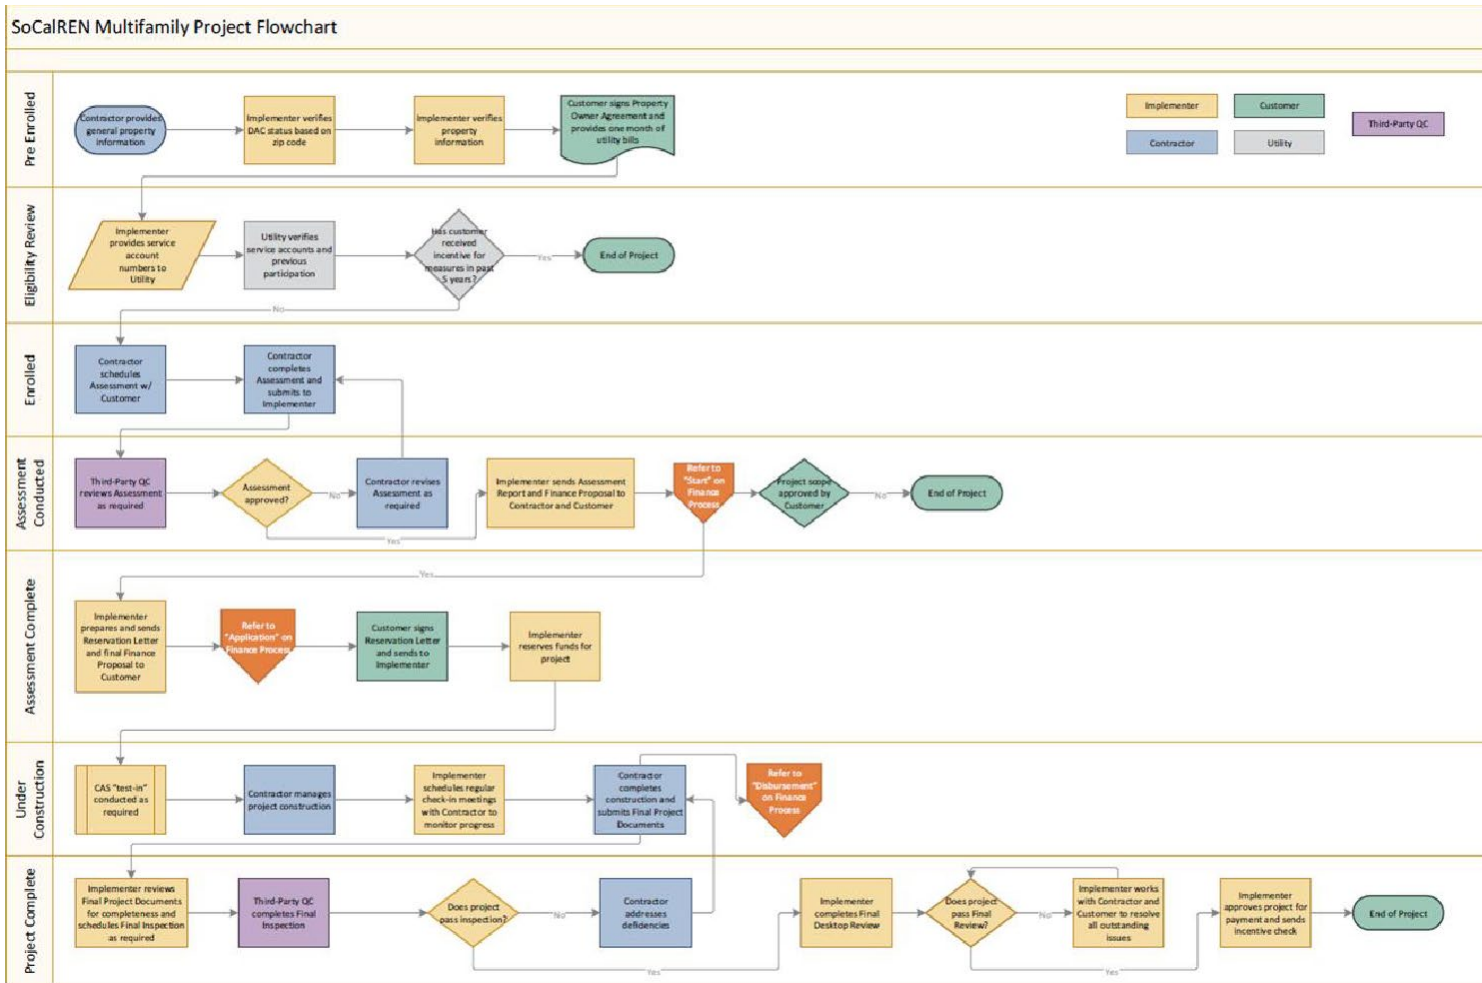 SoCalREN Multifamily Project Flowchart
Pre Enrolled
Contractor provides
general property
information
Implementer verifies
DAC status based on
zip code
Implementer verifies
property
information
Customer signs Property
Owner Agreement and
provides one month of
utility bills
Implementer
Customer
Third-Party QC
Contractor
Utility
Eligibility Review
Implementer
provides service
account
numbers to
Utility
Utility verifies
service accounts and
previous
participation
Has customer
received
incentive for
measures in past
5 years?
Yes
End of Project
No
Enrolled
Contractor
schedules
Assessment w/
Customer
Contractor
completes
Assessment and
submits to
Implementer
Assessment
Conducted
Third-Party QC
reviews Assessment
as required
Assessment
approved?
No
Contractor revises
Assessment as
required
Yes
Implementer sends Assessment
Report and Finance Proposal to
Contractor and Customer
Refer to
"Start" on
Finance
Process
Project scope
approved by
Customer
No
End of Project
Yes
Assessment Complete
Implementer
prepares and sends
Reservation Letter
and final Finance
Proposal to
Customer
Refer to
"Application" on
Finance Process
Customer signs
Reservation Letter
and sends to
Implementer
Implementer
reserves funds for
project
Under
Construction
CAS "test-in"
conducted as
required
Contractor manages
project construction
Implementer
schedules regular
check-in meetings
with Contractor to
monitor progress
Contractor
completes
construction and
submits Final Project
Documents
Refer to
"Disbursement"
on Finance
Process
Project Complete
Implementer reviews
Final Project Documents
for completeness and
schedules Final Inspection
as required
Third-Party QC
completes Final
Inspection
Does project
pass inspection?
No
Contractor
addresses
deficiencies
Yes
Implementer
completes Final
Desktop Review
Does project
pass Final
Review?
No
Implementer works
with Contractor and
Customer to resolve
all outstanding
issues
Yes
Implementer
approves project for
payment and sends
incentive check
End of Project